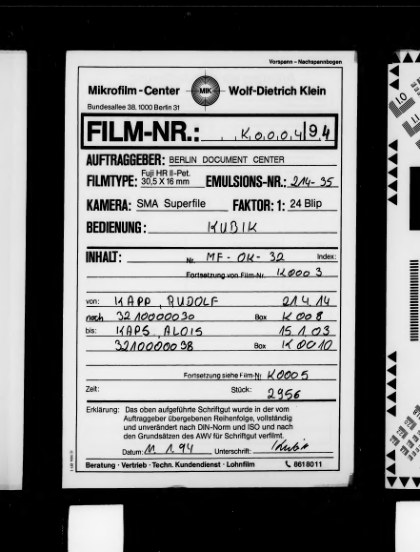 Vorspann - Nachspannbogen
Mikrofilm-Center MIK Wolf-Dietrich Klein
Bundesallee 38, 1000 Berlin 31
FILM-NR.: K0004/94
AUFTRAGGEBER: BERLIN DOCUMENT CENTER
FILMTYPE: Fuji HR II-Pet. 30,5 X 16 mm EMULSIONS-NR.: 214-35
KAMERA: SMA Superfile FAKTOR: 1: 24 Blip
BEDIENUNG: KUBIK
INHALT: Nr. MF-OK-32 Index:
Fortsetzung von Film-Nr. K0003
von: KAPP, RUDOLF 21.4.14
noch 3210000030 Box K008
bis: KAPS, ALOIS 15.1.03
3210000038 Box K0010
Fortsetzung siehe Film-Nr. K0005
Zeit: Stück: 2956
Erklärung: Das oben aufgeführte Schriftgut wurde in der vom
Auftraggeber übergebenen Reihenfolge, vollständig
und unverändert nach DIN-Norm und ISO und nach
den Grundsätzen des AWV für Schriftgut verfilmt.
Datum: Unterschrift: Kubik
Beratung · Vertrieb · Techn. Kundendienst · Lohnfilm 8618011
1.0